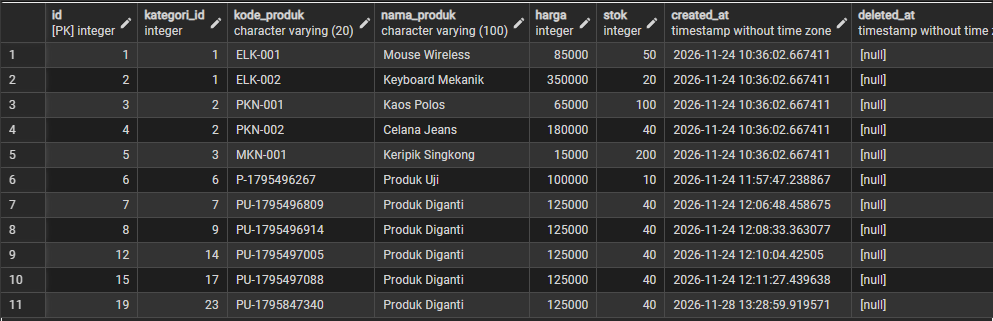 id kategori_id kode_produk nama_produk harga stok created_at deleted_at
[PK] integer integer character varying (20) character varying (100) integer integer timestamp without time zone timestamp without time
1 1 1 ELK-001 Mouse Wireless 85000 50 2026-11-24 10:36:02.667411 [null]
2 2 1 ELK-002 Keyboard Mekanik 350000 20 2026-11-24 10:36:02.667411 [null]
3 3 2 PKN-001 Kaos Polos 65000 100 2026-11-24 10:36:02.667411 [null]
4 4 2 PKN-002 Celana Jeans 180000 40 2026-11-24 10:36:02.667411 [null]
5 5 3 MKN-001 Keripik Singkong 15000 200 2026-11-24 10:36:02.667411 [null]
6 6 6 P-1795496267 Produk Uji 100000 10 2026-11-24 11:57:47.238867 [null]
7 7 7 PU-1795496809 Produk Diganti 125000 40 2026-11-24 12:06:48.458675 [null]
8 8 9 PU-1795496914 Produk Diganti 125000 40 2026-11-24 12:08:33.363077 [null]
9 12 14 PU-1795497005 Produk Diganti 125000 40 2026-11-24 12:10:04.42505 [null]
10 15 17 PU-1795497088 Produk Diganti 125000 40 2026-11-24 12:11:27.439638 [null]
11 19 23 PU-1795847340 Produk Diganti 125000 40 2026-11-28 13:28:59.919571 [null]